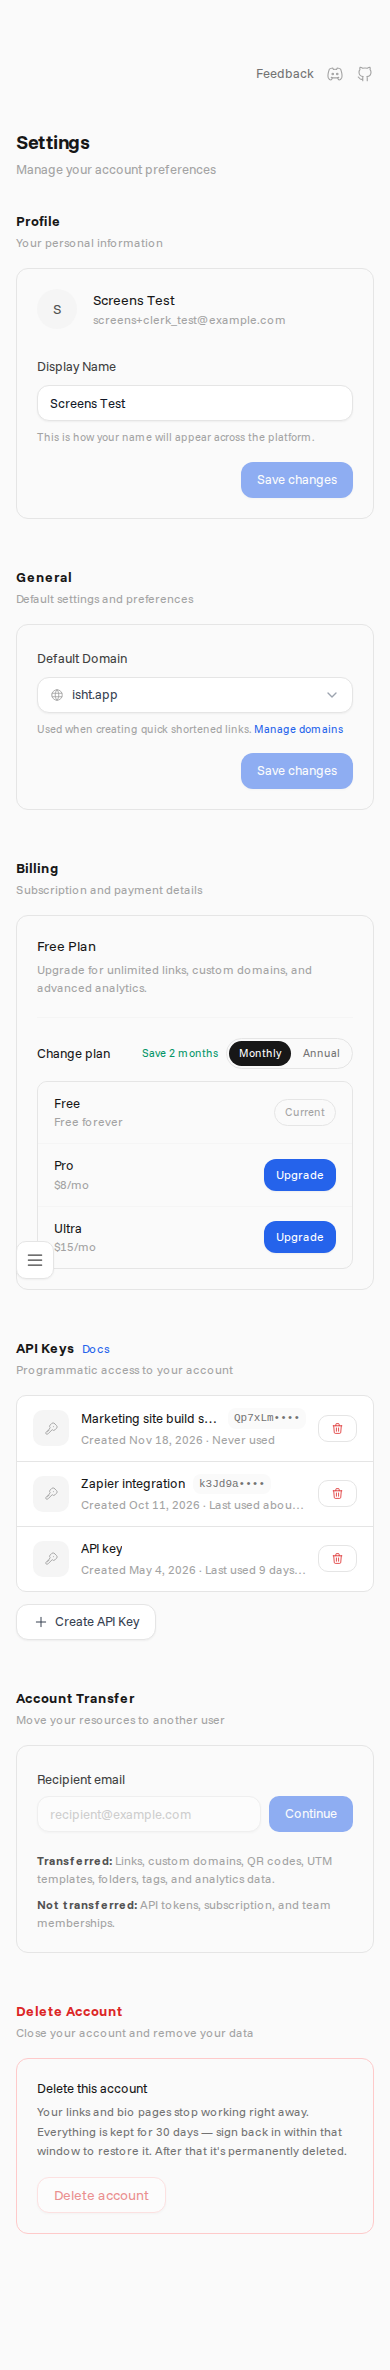 Feedback
Settings
Manage your account preferences
Profile
Your personal information
S
Screens Test
screens+clerk_test@example.com
Display Name
Screens Test
This is how your name will appear across the platform.
Save changes
General
Default settings and preferences
Default Domain
isht.app
Used when creating quick shortened links. Manage domains
Save changes
Billing
Subscription and payment details
Free Plan
Upgrade for unlimited links, custom domains, and
advanced analytics.
Change plan Save 2 months Monthly Annual
Free
Free forever
Current
Pro
$8/mo
Upgrade
Ultra
$15/mo
Upgrade
API Keys Docs
Programmatic access to your account
Marketing site build s... Qp7xLm••••
Created Nov 18, 2026 · Never used
Zapier integration k3Jd9a••••
Created Oct 11, 2026 · Last used abou...
API key
Created May 4, 2026 · Last used 9 days...
Create API Key
Account Transfer
Move your resources to another user
Recipient email
recipient@example.com Continue
Transferred: Links, custom domains, QR codes, UTM
templates, folders, tags, and analytics data.
Not transferred: API tokens, subscription, and team
memberships.
Delete Account
Close your account and remove your data
Delete this account
Your links and bio pages stop working right away.
Everything is kept for 30 days — sign back in within that
window to restore it. After that it's permanently deleted.
Delete account